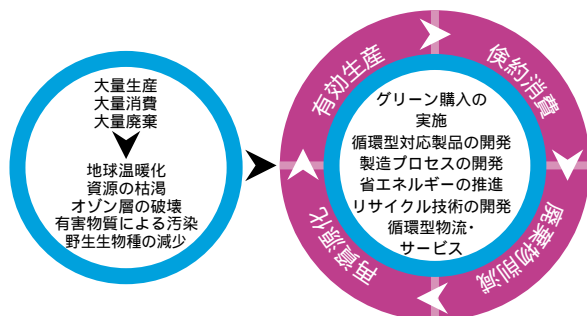 大量生産
大量消費
大量廃棄
地球温暖化
資源の枯渇
オゾン層の破壊
有害物質による汚染
野生生物種の減少
有効生産
倹約消費
廃棄物削減
再資源化
グリーン購入の
実施
循環型対応製品の開発
製造プロセスの開発
省エネルギーの推進
リサイクル技術の開発
循環型物流・
サービス